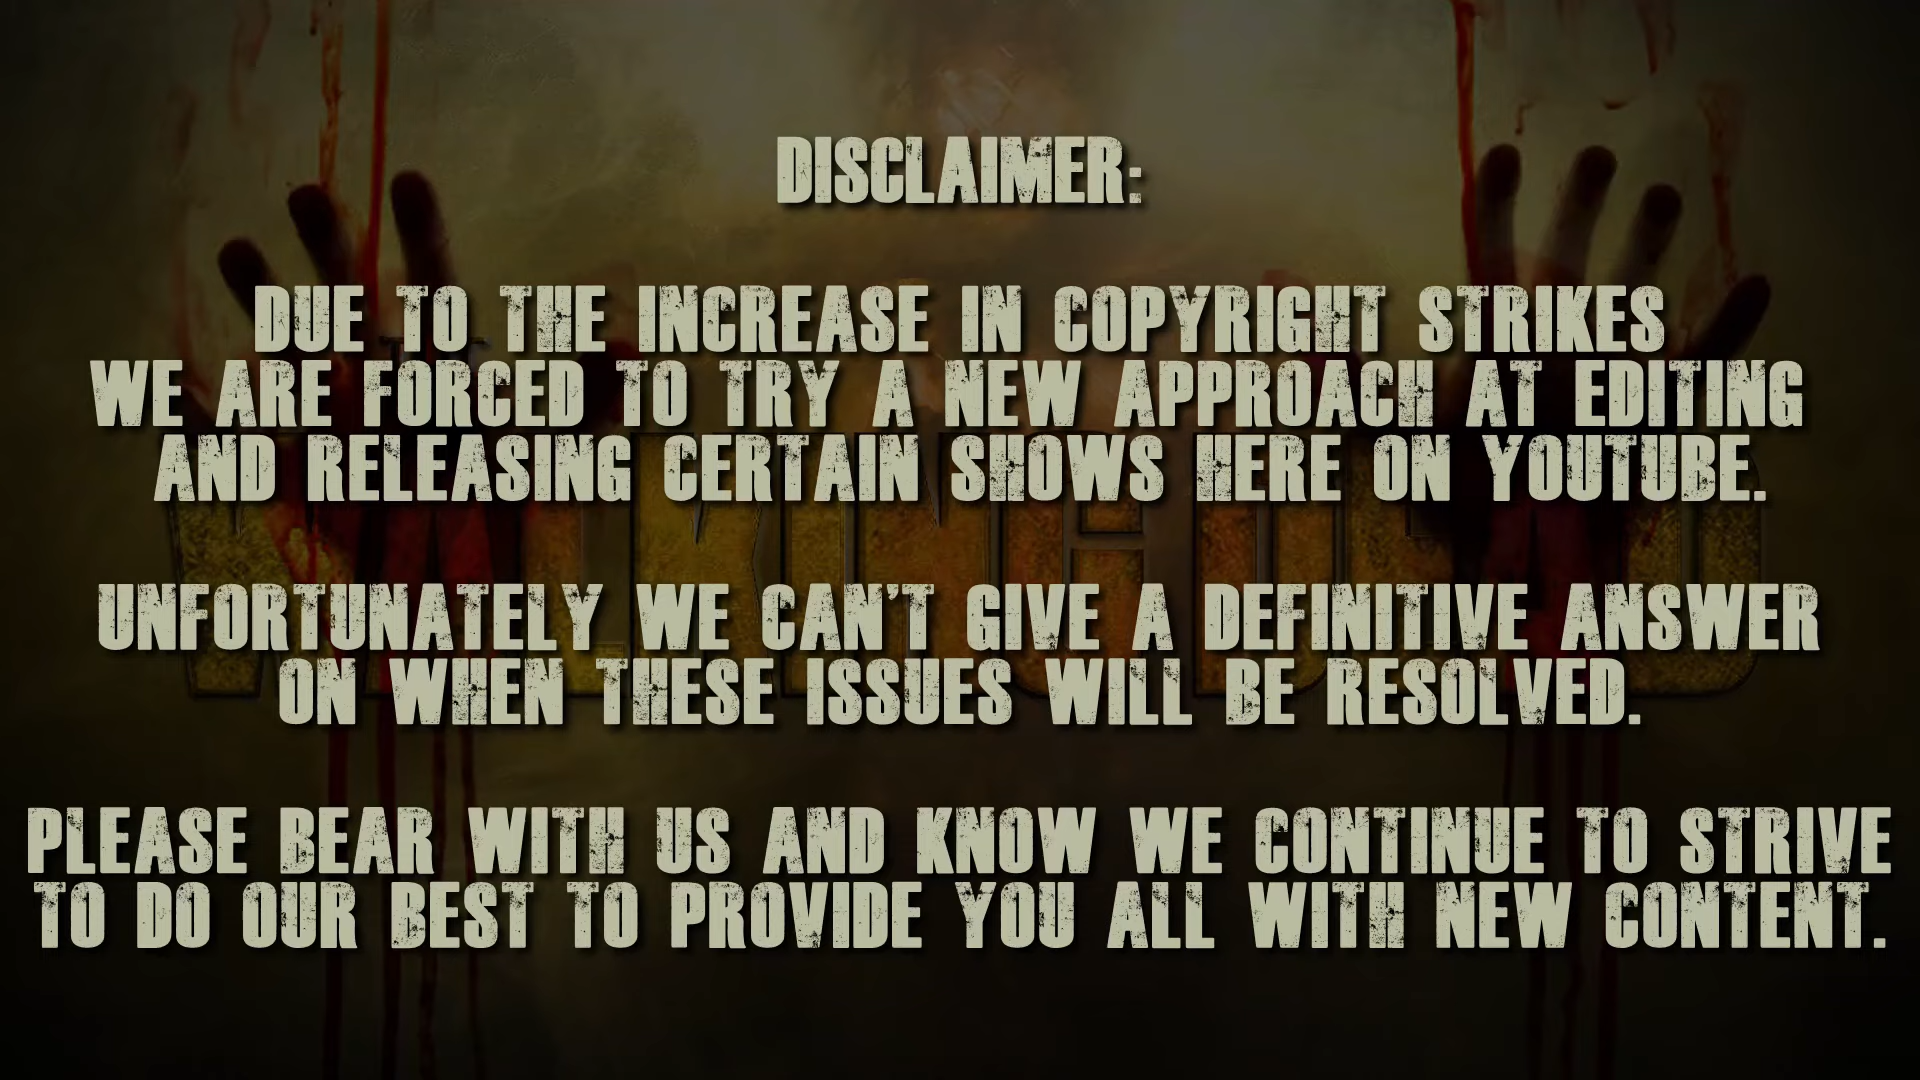 DISCLAIMER:
DUE TO THE INCREASE IN COPYRIGHT STRIKES
WE ARE FORCED TO TRY A NEW APPROACH AT EDITING
AND RELEASING CERTAIN SHOWS HERE ON YOUTUBE.
UNFORTUNATELY WE CAN'T GIVE A DEFINITIVE ANSWER
ON WHEN THESE ISSUES WILL BE RESOLVED.
PLEASE BEAR WITH US AND KNOW WE CONTINUE TO STRIVE
TO DO OUR BEST TO PROVIDE YOU ALL WITH NEW CONTENT.